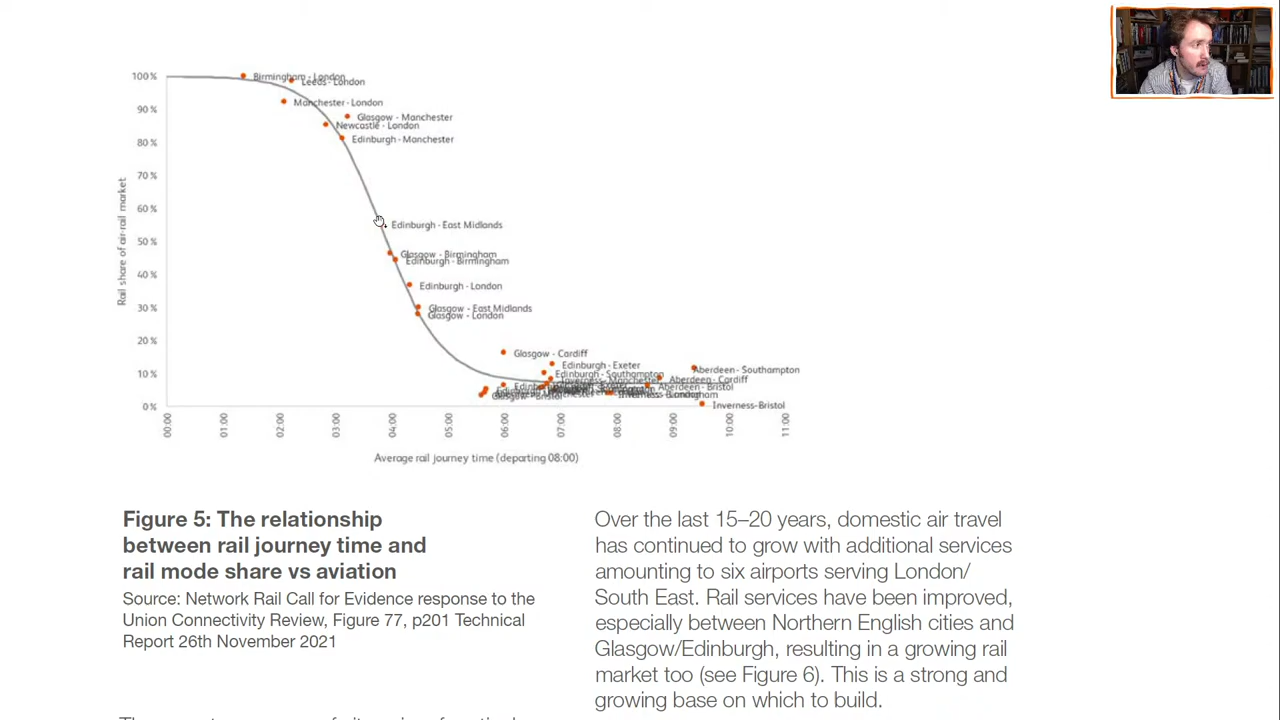 100 %
90 %
80 %
70 %
60 %
50 %
40 %
30 %
20 %
10 %
0 %
Rail share of air-rail market
Birmingham - London
Leeds - London
Manchester - London
Glasgow - Manchester
Newcastle - London
Edinburgh - Manchester
Edinburgh - East Midlands
Glasgow - Birmingham
Edinburgh - Birmingham
Edinburgh - London
Glasgow - East Midlands
Glasgow - London
Glasgow - Cardiff
Edinburgh - Exeter
Aberdeen - Southampton
Edinburgh - Southampton
Aberdeen - Cardiff
Aberdeen - Bristol
Inverness-Bristol
00:00
01:00
02:00
03:00
04:00
05:00
06:00
07:00
08:00
09:00
10:00
11:00
Average rail journey time (departing 08:00)
Figure 5: The relationship
between rail journey time and
rail mode share vs aviation
Source: Network Rail Call for Evidence response to the
Union Connectivity Review, Figure 77, p201 Technical
Report 26th November 2021
Over the last 15–20 years, domestic air travel
has continued to grow with additional services
amounting to six airports serving London/
South East. Rail services have been improved,
especially between Northern English cities and
Glasgow/Edinburgh, resulting in a growing rail
market too (see Figure 6). This is a strong and
growing base on which to build.